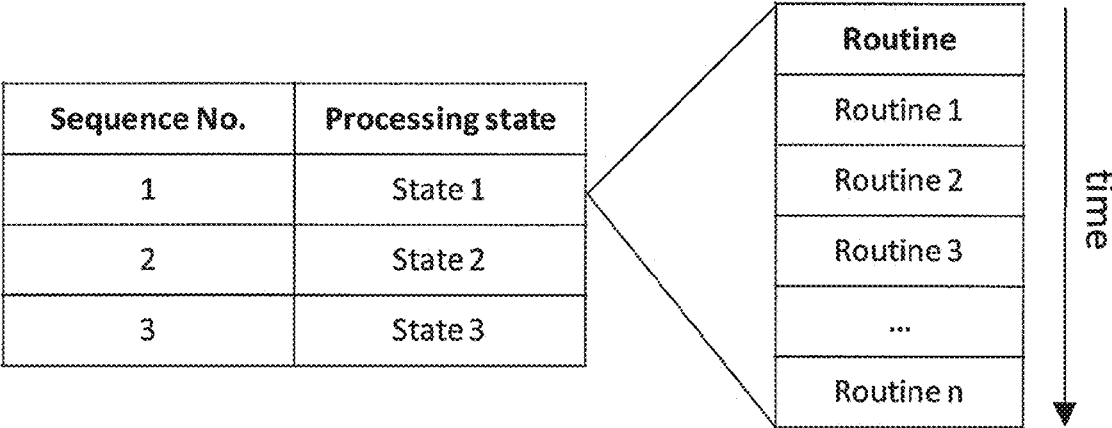 Sequence No. Processing state
1 State 1
2 State 2
3 State 3
Routine
Routine 1
Routine 2
Routine 3
...
Routine n
time